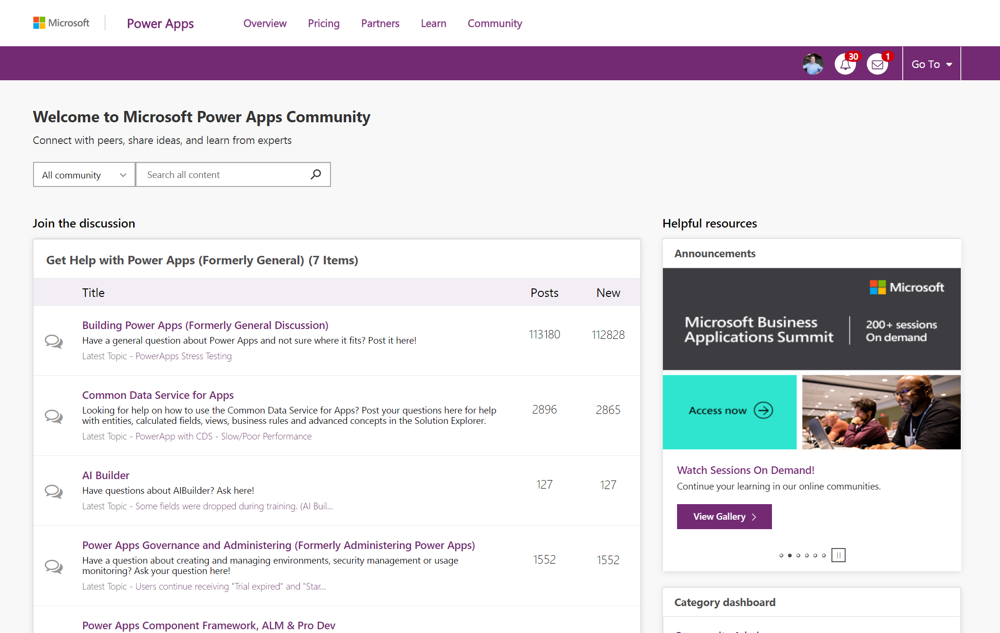 Microsoft
Power Apps
Overview
Pricing
Partners
Learn
Community
30
1
Go To
Welcome to Microsoft Power Apps Community
Connect with peers, share ideas, and learn from experts
All community
Search all content
Join the discussion
Get Help with Power Apps (Formerly General) (7 Items)
Title
Posts
New
Building Power Apps (Formerly General Discussion)
Have a general question about Power Apps and not sure where it fits? Post it here!
Latest Topic - PowerApps Stress Testing
113180
112828
Common Data Service for Apps
Looking for help on how to use the Common Data Service for Apps? Post your questions here for help
with entities, calculated fields, views, business rules and advanced concepts in the Solution Explorer.
Latest Topic - PowerApp with CDS - Slow/Poor Performance
2896
2865
AI Builder
Have questions about AIBuilder? Ask here!
Latest Topic - Some fields were dropped during training. (AI Buil...
127
127
Power Apps Governance and Administering (Formerly Administering Power Apps)
Have a question about creating and managing environments, security management or usage
monitoring? Ask your question here!
Latest Topic - Users continue receiving "Trial expired" and "Star...
1552
1552
Power Apps Component Framework, ALM & Pro Dev
Helpful resources
Announcements
Microsoft
Microsoft Business
Applications Summit
200+ sessions
On demand
Access now
Watch Sessions On Demand!
Continue your learning in our online communities.
View Gallery
Category dashboard